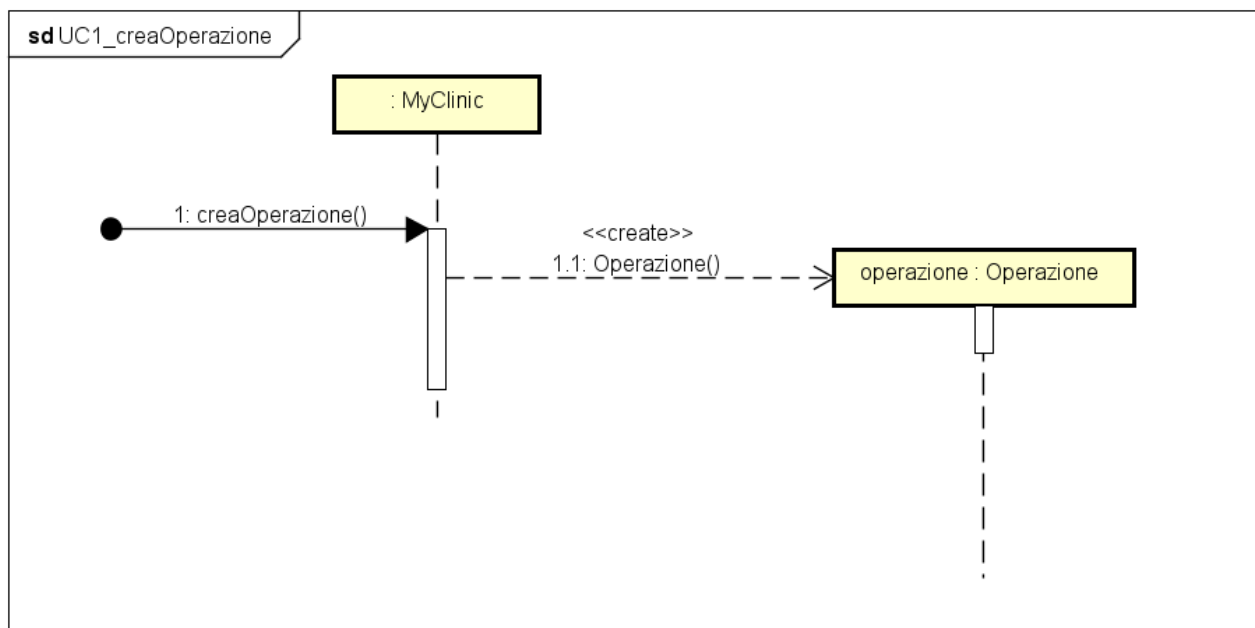 sd UC1_creaOperazione
: MyClinic
1: creaOperazione()
<<create>>
1.1: Operazione()
operazione : Operazione